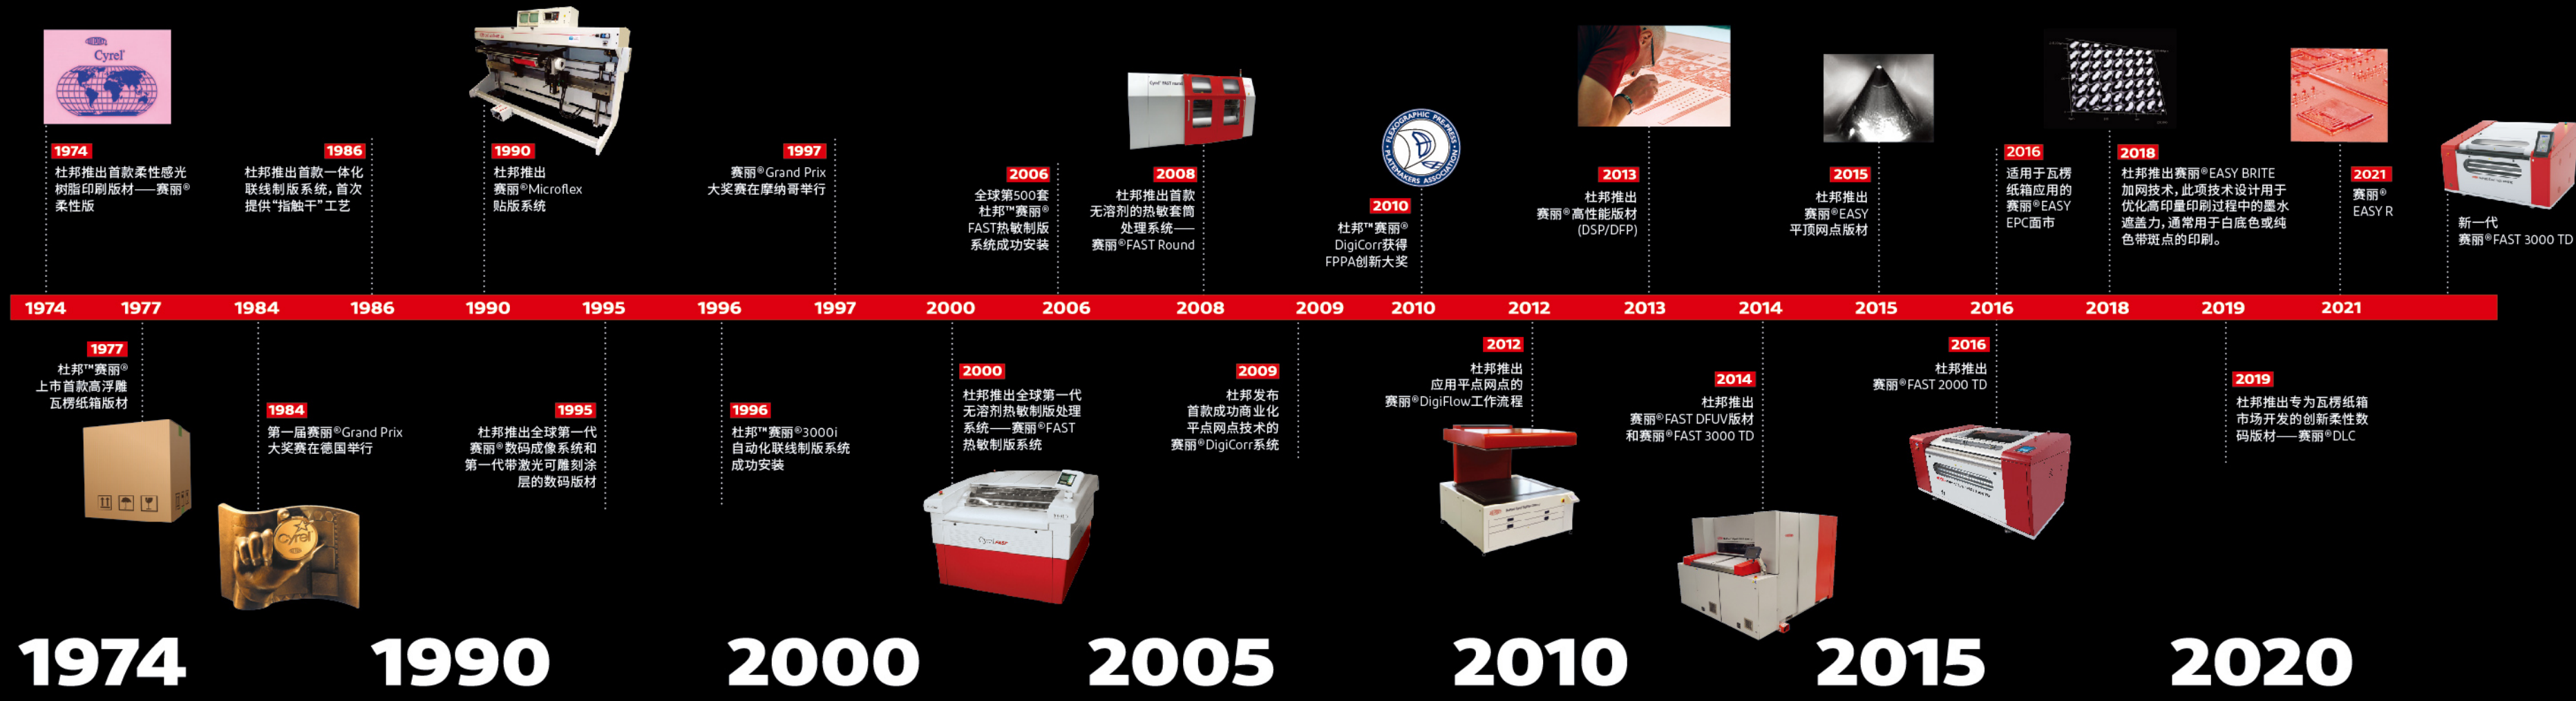 Cyrel
1974
杜邦推出首款柔性感光
树脂印刷版材——赛丽®
柔性版
1986
杜邦推出首款一体化
联线制版系统，首次
提供“指触干”工艺
1990
杜邦推出
赛丽®Microflex
贴版系统
1997
赛丽®Grand Prix
大奖赛在摩纳哥举行
2006
全球第500套
杜邦™赛丽®
FAST热敏制版
系统成功安装
2008
杜邦推出首款
无溶剂的热敏套筒
处理系统——
赛丽®FAST Round
FLEXOGRAPHIC PRE-PRESS
PLATEMAKERS ASSOCIATION
2010
杜邦™赛丽®
DigiCorr获得
FPPA创新大奖
2013
杜邦推出
赛丽®高性能版材
(DSP/DFP)
2015
杜邦推出
赛丽®EASY
平顶网点版材
2016
适用于瓦楞
纸箱应用的
赛丽®EASY
EPC面市
2018
杜邦推出赛丽®EASY BRITE
加网技术，此项技术设计用于
优化高印量印刷过程中的墨水
遮盖力，通常用于白底色或纯
色带斑点的印刷。
2021
赛丽®
EASY R
新一代
赛丽®FAST 3000 TD
1974 1977 1984 1986 1990 1995 1996 1997 2000 2006 2008 2009 2010 2012 2013 2014 2015 2016 2018 2019 2021
1977
杜邦™赛丽®
上市首款高浮雕
瓦楞纸箱版材
1984
第一届赛丽®Grand Prix
大奖赛在德国举行
Cyrel
1995
杜邦推出全球第一代
赛丽®数码成像系统和
第一代带激光可雕刻涂
层的数码版材
1996
杜邦™赛丽®3000i
自动化联线制版系统
成功安装
2000
杜邦推出全球第一代
无溶剂热敏制版处理
系统——赛丽®FAST
热敏制版系统
Cyrel FAST
2009
杜邦发布
首款成功商业化
平点网点技术的
赛丽®DigiCorr系统
2012
杜邦推出
应用平点网点的
赛丽®DigiFlow工作流程
2014
杜邦推出
赛丽®FAST DFUV版材
和赛丽®FAST 3000 TD
2016
杜邦推出
赛丽®FAST 2000 TD
2019
杜邦推出专为瓦楞纸箱
市场开发的创新柔性数
码版材——赛丽®DLC
1974 1990 2000 2005 2010 2015 2020